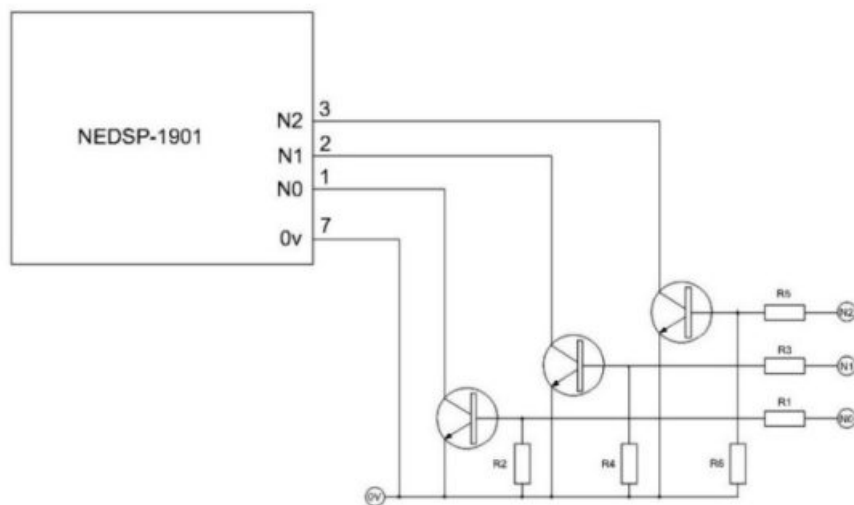 NEDSP-1901
N2 3
N1 2
N0 1
0v 7
R5 N2
R3 N1
R1 N0
R2 R4 R6
0V